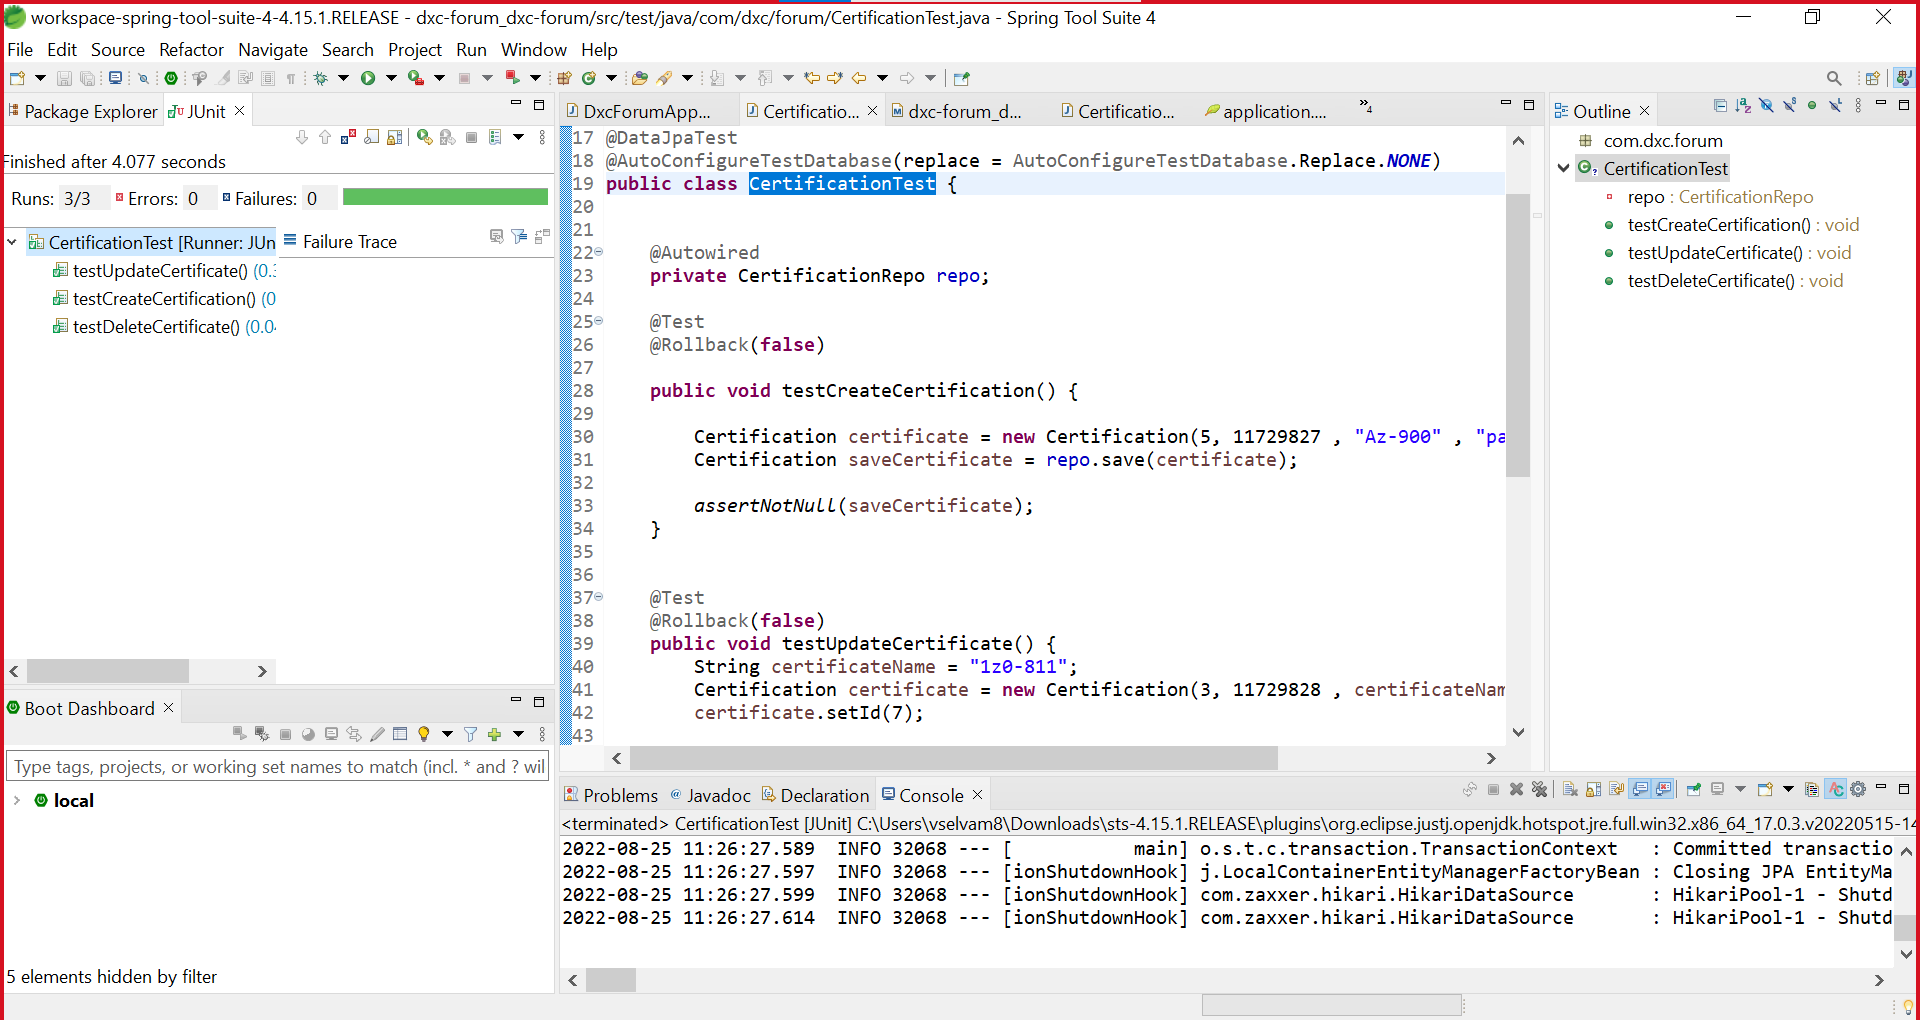 workspace-spring-tool-suite-4-4.15.1.RELEASE - dxc-forum_dxc-forum/src/test/java/com/dxc/forum/CertificationTest.java - Spring Tool Suite 4
File Edit Source Refactor Navigate Search Project Run Window Help
Package Explorer JUnit
Finished after 4.077 seconds
Runs: 3/3 Errors: 0 Failures: 0
CertificationTest [Runner: JUn
testUpdateCertificate() (0.3
testCreateCertification() (0
testDeleteCertificate() (0.04
Failure Trace
Boot Dashboard
Type tags, projects, or working set names to match (incl. * and ? wil
local
5 elements hidden by filter
DxcForumApp... Certificatio... dxc-forum_d... Certificatio... application.... »4
17 @DataJpaTest
18 @AutoConfigureTestDatabase(replace = AutoConfigureTestDatabase.Replace.NONE)
19 public class CertificationTest {
20
21
22 @Autowired
23 private CertificationRepo repo;
24
25 @Test
26 @Rollback(false)
27
28 public void testCreateCertification() {
29
30 Certification certificate = new Certification(5, 11729827 , "Az-900" , "pa
31 Certification saveCertificate = repo.save(certificate);
32
33 assertNotNull(saveCertificate);
34 }
35
36
37 @Test
38 @Rollback(false)
39 public void testUpdateCertificate() {
40 String certificateName = "1z0-811";
41 Certification certificate = new Certification(3, 11729828 , certificateNam
42 certificate.setId(7);
43
Outline
com.dxc.forum
CertificationTest
repo : CertificationRepo
testCreateCertification() : void
testUpdateCertificate() : void
testDeleteCertificate() : void
Problems @ Javadoc Declaration Console
<terminated> CertificationTest [JUnit] C:\Users\vselvam8\Downloads\sts-4.15.1.RELEASE\plugins\org.eclipse.justj.openjdk.hotspot.jre.full.win32.x86_64_17.0.3.v20220515-14
2022-08-25 11:26:27.589 INFO 32068 --- [ main] o.s.t.c.transaction.TransactionContext : Committed transactio
2022-08-25 11:26:27.597 INFO 32068 --- [ionShutdownHook] j.LocalContainerEntityManagerFactoryBean : Closing JPA EntityMa
2022-08-25 11:26:27.599 INFO 32068 --- [ionShutdownHook] com.zaxxer.hikari.HikariDataSource : HikariPool-1 - Shutd
2022-08-25 11:26:27.614 INFO 32068 --- [ionShutdownHook] com.zaxxer.hikari.HikariDataSource : HikariPool-1 - Shutd